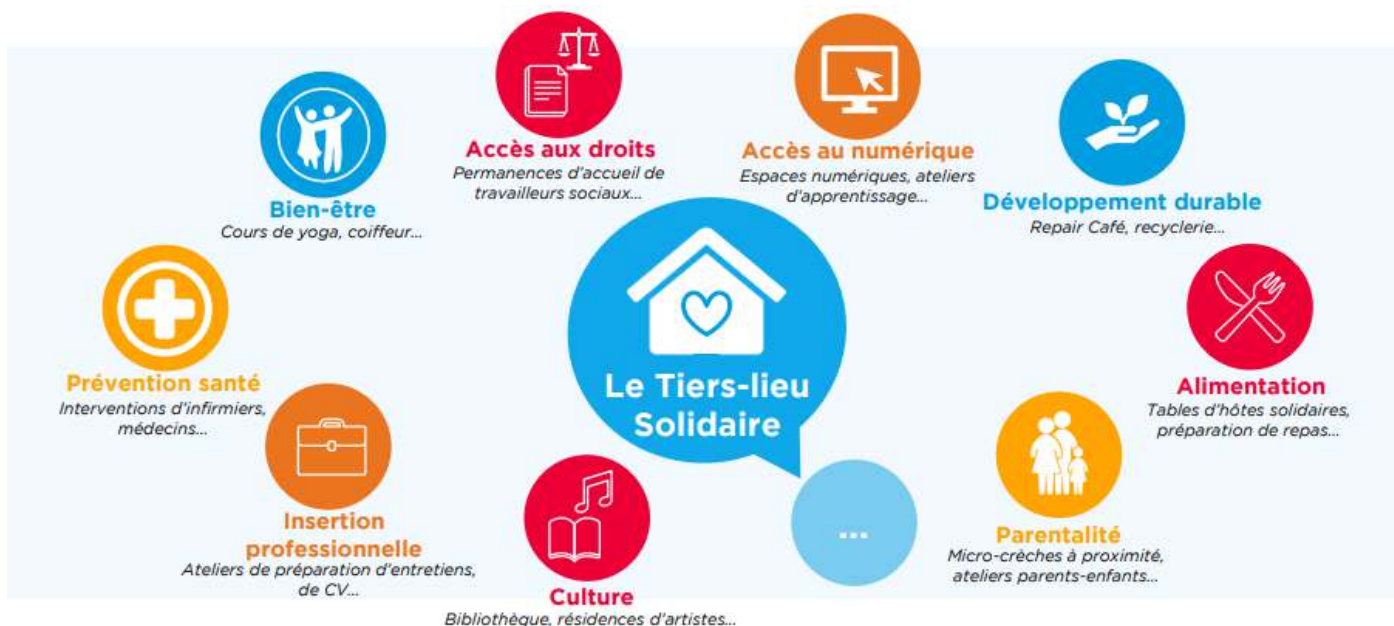 Accès aux droits
Permanences d'accueil de
travailleurs sociaux...
Accès au numérique
Espaces numériques, ateliers
d'apprentissage...
Bien-être
Cours de yoga, coiffeur...
Développement durable
Repair Café, recyclerie...
Prévention santé
Interventions d'infirmiers,
médecins...
Le Tiers-lieu
Solidaire
Alimentation
Tables d'hôtes solidaires,
préparation de repas...
Insertion
professionnelle
Ateliers de préparation d'entretiens,
de CV...
Culture
Bibliothèque, résidences d'artistes...
...
Parentalité
Micro-crèches à proximité,
ateliers parents-enfants...